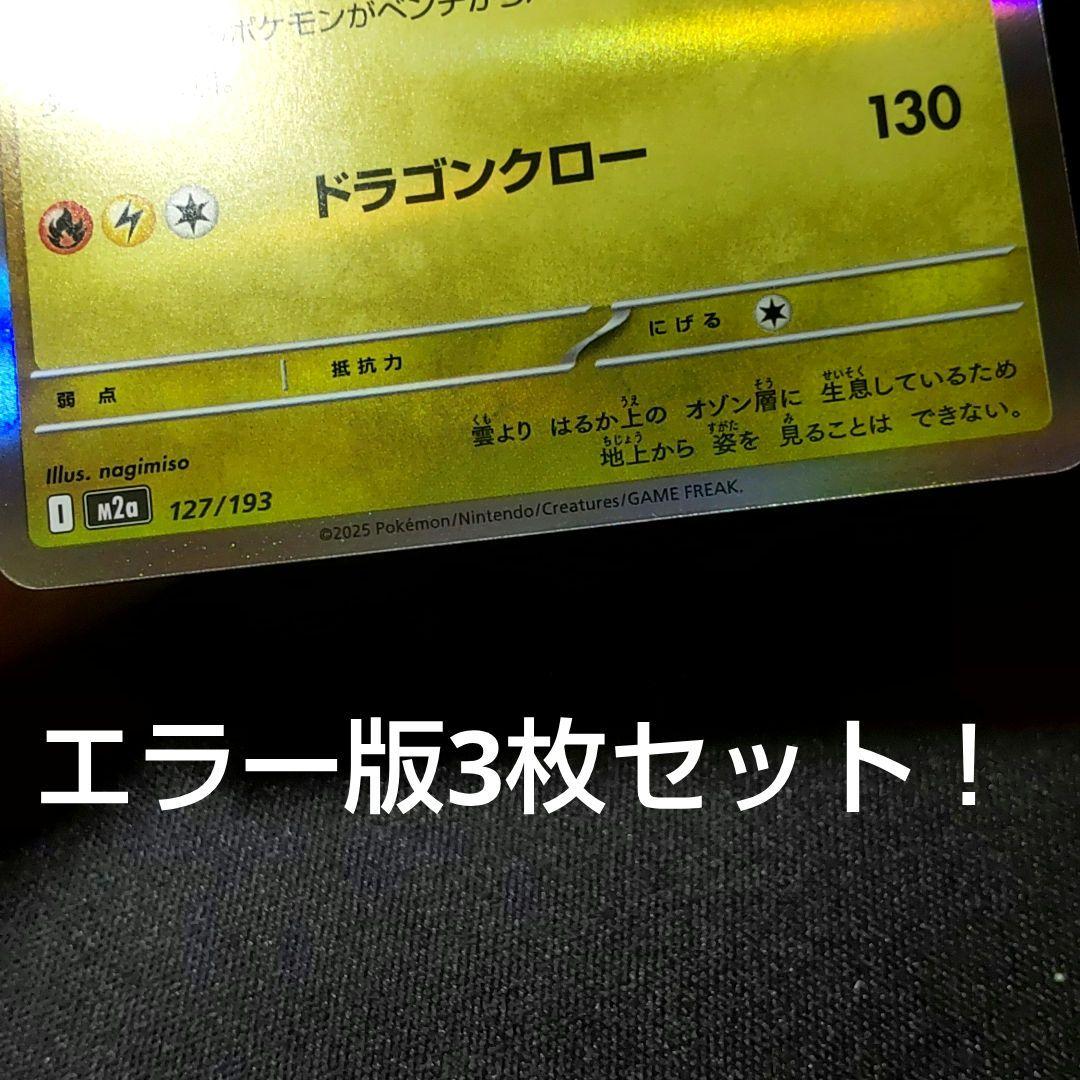 ポケモンがベンチから
ドラゴンクロー 130
弱点 抵抗力 にげる
雲より はるか上の オゾン層に 生息しているため
地上から 姿を 見ることは できない。
Illus. nagimiso
I M2a 127/193
©2025 Pokémon/Nintendo/Creatures/GAME FREAK.
エラー版3枚セット！